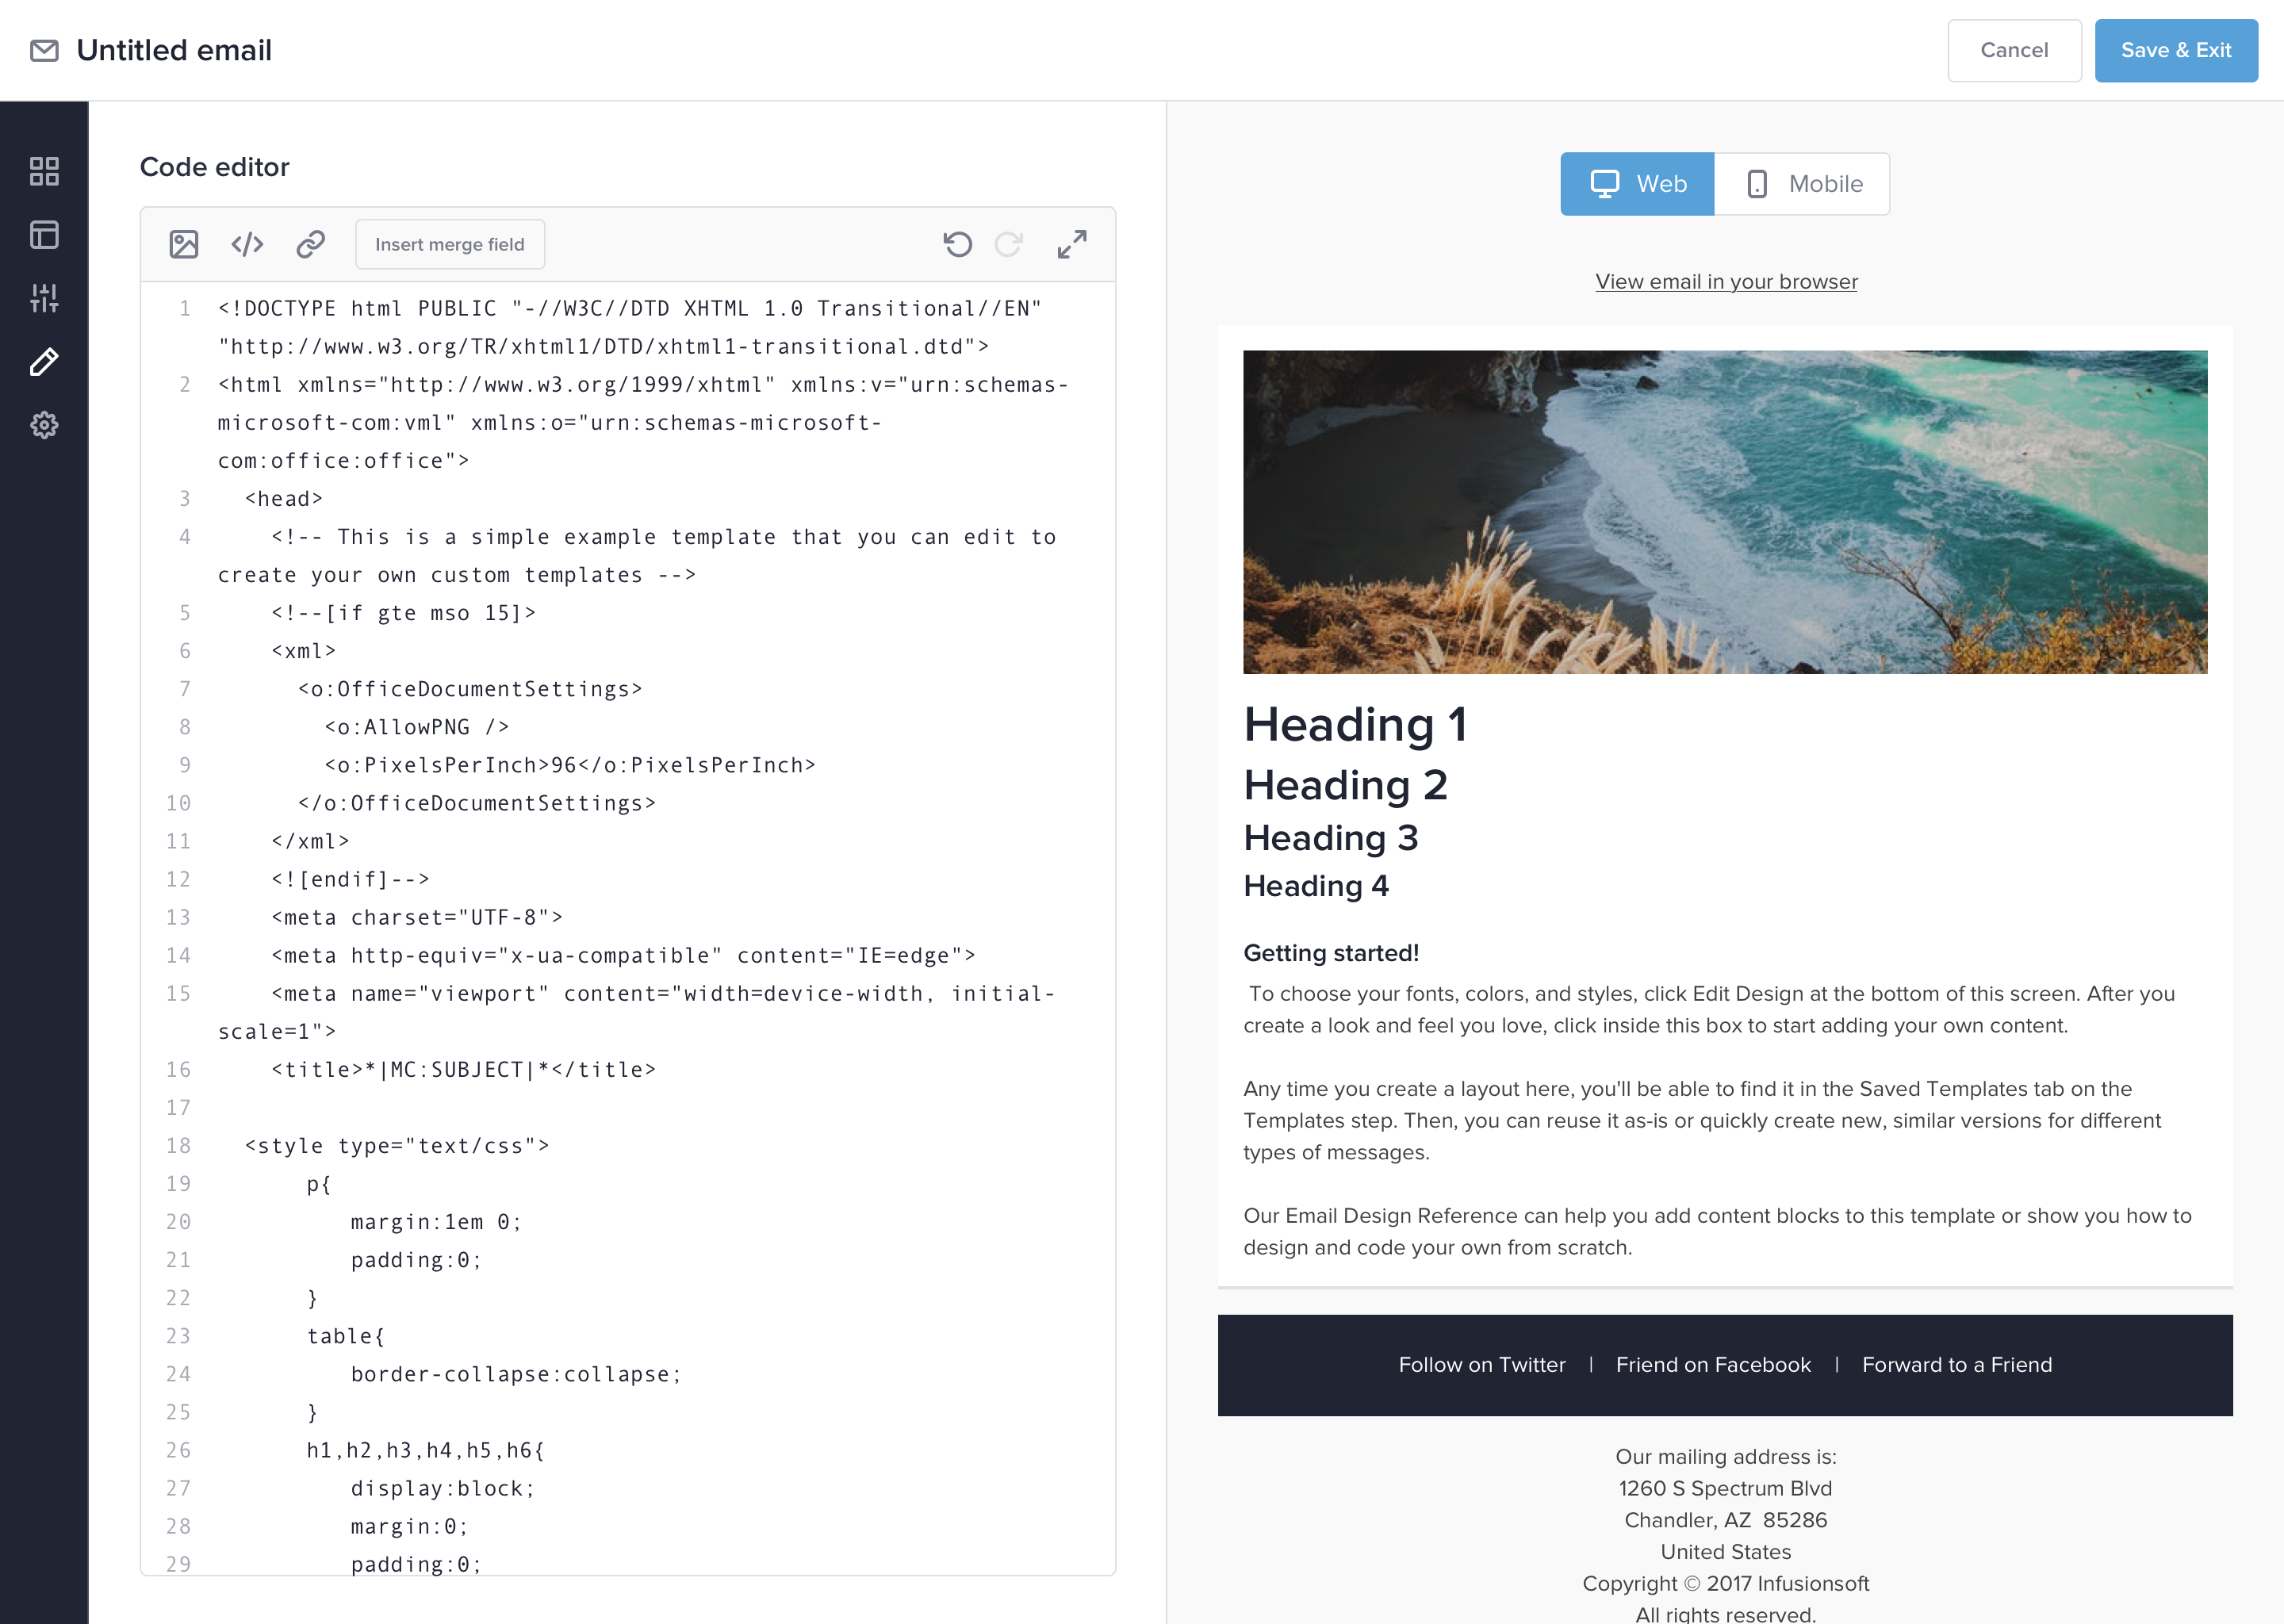 Untitled email
Cancel
Save & Exit
Code editor
Insert merge field
1 <!DOCTYPE html PUBLIC "-//W3C//DTD XHTML 1.0 Transitional//EN"
"http://www.w3.org/TR/xhtml1/DTD/xhtml1-transitional.dtd">
2 <html xmlns="http://www.w3.org/1999/xhtml" xmlns:v="urn:schemas-
microsoft-com:vml" xmlns:o="urn:schemas-microsoft-
com:office:office">
3 <head>
4 <!-- This is a simple example template that you can edit to
create your own custom templates -->
5 <!--[if gte mso 15]>
6 <xml>
7 <o:OfficeDocumentSettings>
8 <o:AllowPNG />
9 <o:PixelsPerInch>96</o:PixelsPerInch>
10 </o:OfficeDocumentSettings>
11 </xml>
12 <![endif]-->
13 <meta charset="UTF-8">
14 <meta http-equiv="x-ua-compatible" content="IE=edge">
15 <meta name="viewport" content="width=device-width, initial-
scale=1">
16 <title>*|MC:SUBJECT|*</title>
17
18 <style type="text/css">
19 p{
20 margin:1em 0;
21 padding:0;
22 }
23 table{
24 border-collapse:collapse;
25 }
26 h1,h2,h3,h4,h5,h6{
27 display:block;
28 margin:0;
29 padding:0;
Web
Mobile
View email in your browser
Heading 1
Heading 2
Heading 3
Heading 4
Getting started!
To choose your fonts, colors, and styles, click Edit Design at the bottom of this screen. After you
create a look and feel you love, click inside this box to start adding your own content.
Any time you create a layout here, you'll be able to find it in the Saved Templates tab on the
Templates step. Then, you can reuse it as-is or quickly create new, similar versions for different
types of messages.
Our Email Design Reference can help you add content blocks to this template or show you how to
design and code your own from scratch.
Follow on Twitter | Friend on Facebook | Forward to a Friend
Our mailing address is:
1260 S Spectrum Blvd
Chandler, AZ 85286
United States
Copyright © 2017 Infusionsoft
All rights reserved.